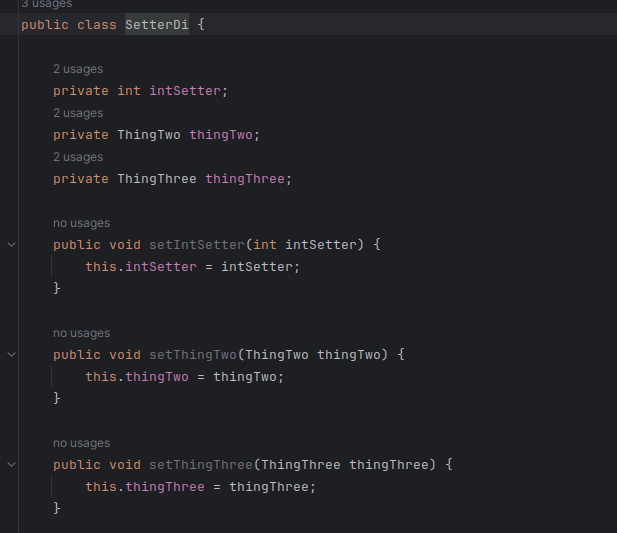 3 usages
public class SetterDi {
2 usages
private int intSetter;
2 usages
private ThingTwo thingTwo;
2 usages
private ThingThree thingThree;
no usages
public void setIntSetter(int intSetter) {
this.intSetter = intSetter;
}
no usages
public void setThingTwo(ThingTwo thingTwo) {
this.thingTwo = thingTwo;
}
no usages
public void setThingThree(ThingThree thingThree) {
this.thingThree = thingThree;
}